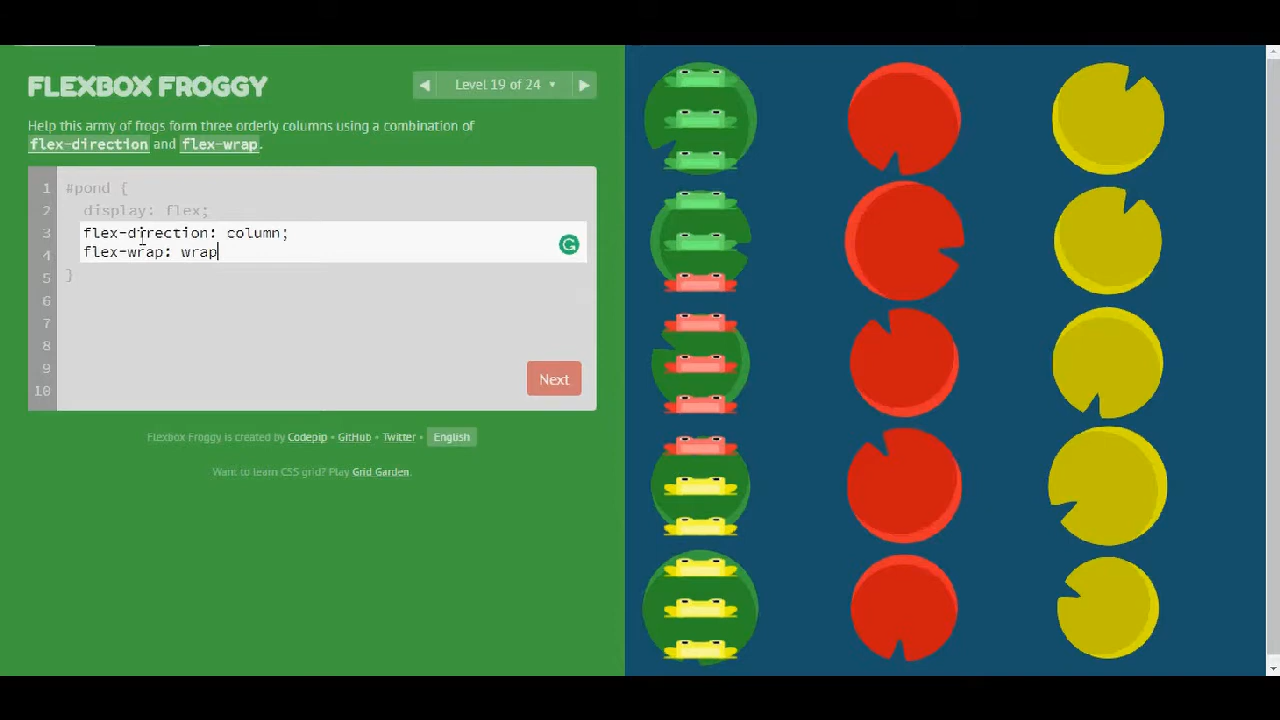 FLEXBOX FROGGY
◀ Level 19 of 24 ▾ ▶
Help this army of frogs form three orderly columns using a combination of
flex-direction and flex-wrap.
1 #pond {
2 display: flex;
3 flex-direction: column;
4 flex-wrap: wrap
5 }
6
7
8
9
10
Next
Flexbox Froggy is created by Codepip • GitHub • Twitter • English
Want to learn CSS grid? Play Grid Garden.